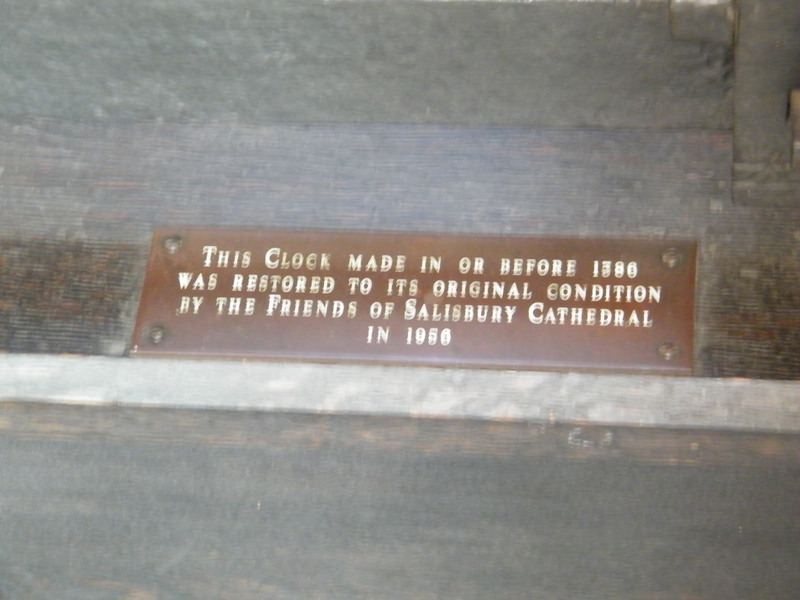 This Clock made in or before 1386
was restored to its original condition
by the Friends of Salisbury Cathedral
in 1956